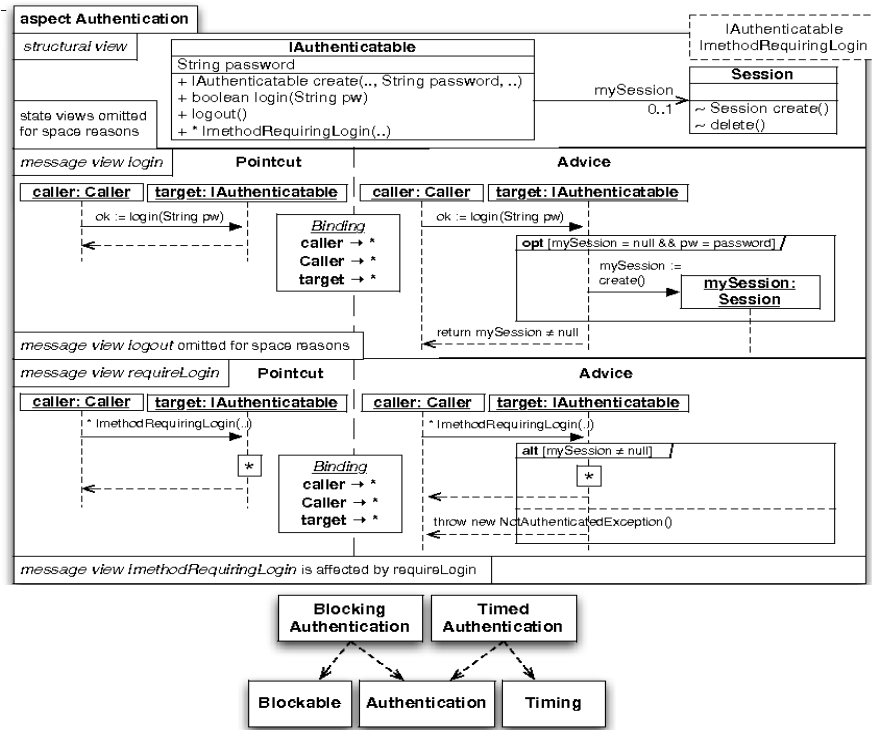 aspect Authentication
structural view
IAuthenticatable
String password
+ IAuthenticatable create(.., String password, ..)
+ boolean login(String pw)
+ logout()
+ * ImethodRequiringLogin(..)
mySession
0..1
IAuthenticatable
ImethodRequiringLogin
Session
~ Session create()
~ delete()
state views omitted
for space reasons
message view login
Pointcut
Advice
caller: Caller
target: IAuthenticatable
ok := login(String pw)
Binding
caller → *
Caller → *
target → *
caller: Caller
target: IAuthenticatable
ok := login(String pw)
opt [mySession = null && pw = password]
mySession :=
create()
mySession:
Session
return mySession ≠ null
message view logout omitted for space reasons
message view requireLogin
Pointcut
Advice
caller: Caller
target: IAuthenticatable
* ImethodRequiringLogin(..)
*
Binding
caller → *
Caller → *
target → *
caller: Caller
target: IAuthenticatable
* ImethodRequiringLogin(..)
alt [mySession ≠ null]
*
throw new NotAuthenticatedException()
message view ImethodRequiringLogin is affected by requireLogin
Blocking
Authentication
Timed
Authentication
Blockable
Authentication
Timing